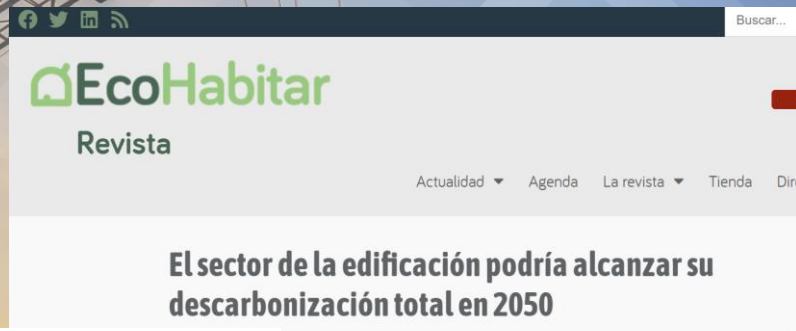 Buscar...
EcoHabitar
Revista
Actualidad Agenda La revista Tienda
El sector de la edificación podría alcanzar su
descarbonización total en 2050